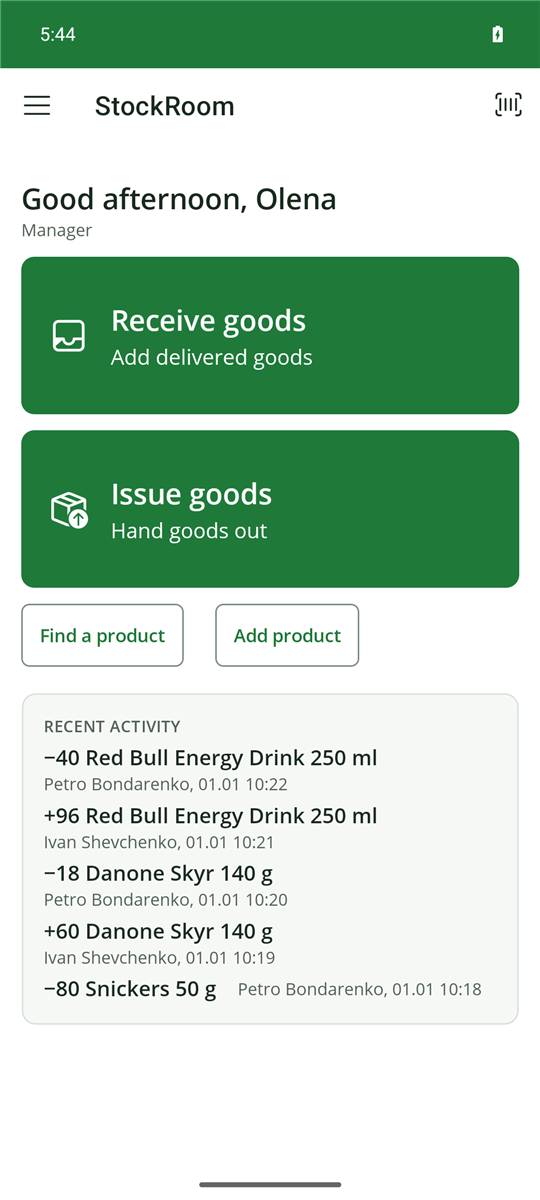 5:44
StockRoom
Good afternoon, Olena
Manager
Receive goods
Add delivered goods
Issue goods
Hand goods out
Find a product
Add product
RECENT ACTIVITY
−40 Red Bull Energy Drink 250 ml
Petro Bondarenko, 01.01 10:22
+96 Red Bull Energy Drink 250 ml
Ivan Shevchenko, 01.01 10:21
−18 Danone Skyr 140 g
Petro Bondarenko, 01.01 10:20
+60 Danone Skyr 140 g
Ivan Shevchenko, 01.01 10:19
−80 Snickers 50 g Petro Bondarenko, 01.01 10:18